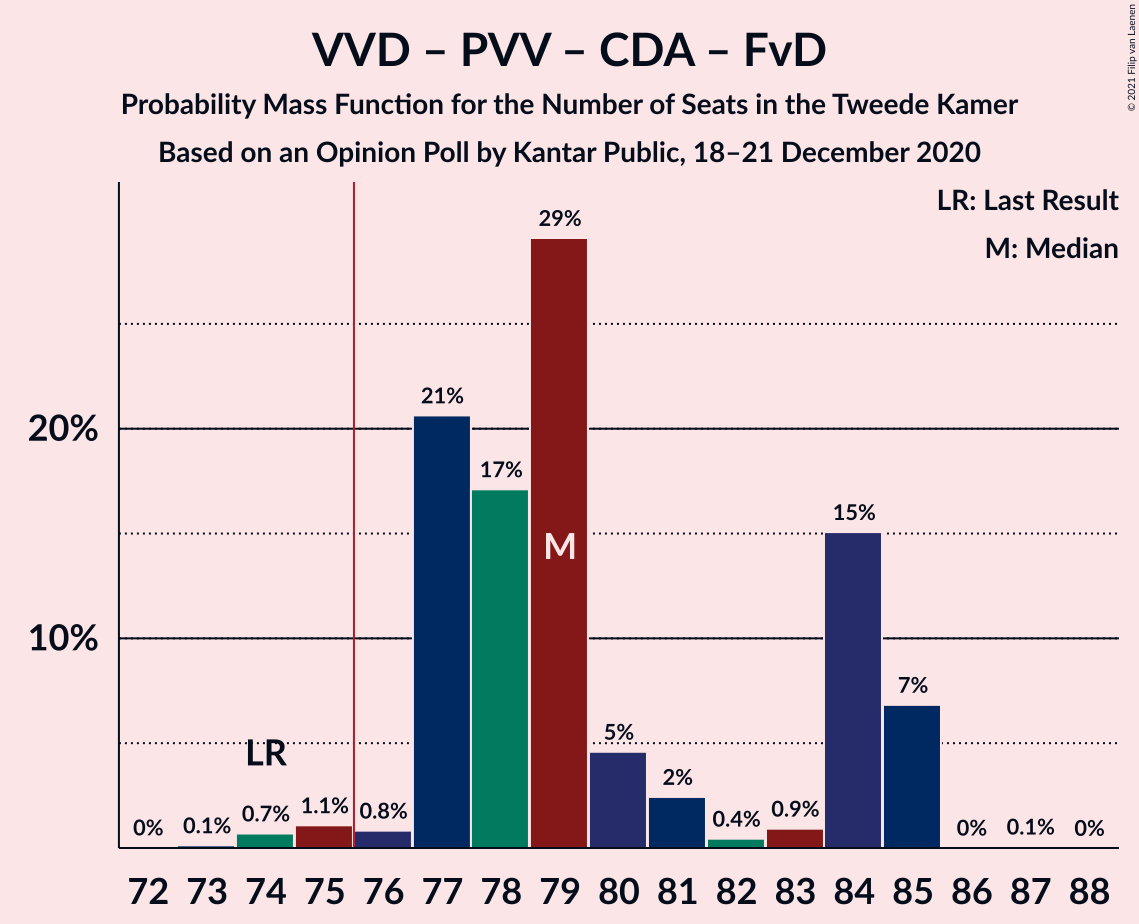 VVD – PVV – CDA – FvD
Probability Mass Function for the Number of Seats in the Tweede Kamer
Based on an Opinion Poll by Kantar Public, 18–21 December 2020
© 2021 Filip van Laenen
LR: Last Result
M: Median
29%
21%
20%
17%
15%
M
10%
7%
5%
LR
2%
1.1%
0.9%
0.8%
0.7%
0.4%
0.1%
0%
0%
0.1%
0%
72 73 74 75 76 77 78 79 80 81 82 83 84 85 86 87 88